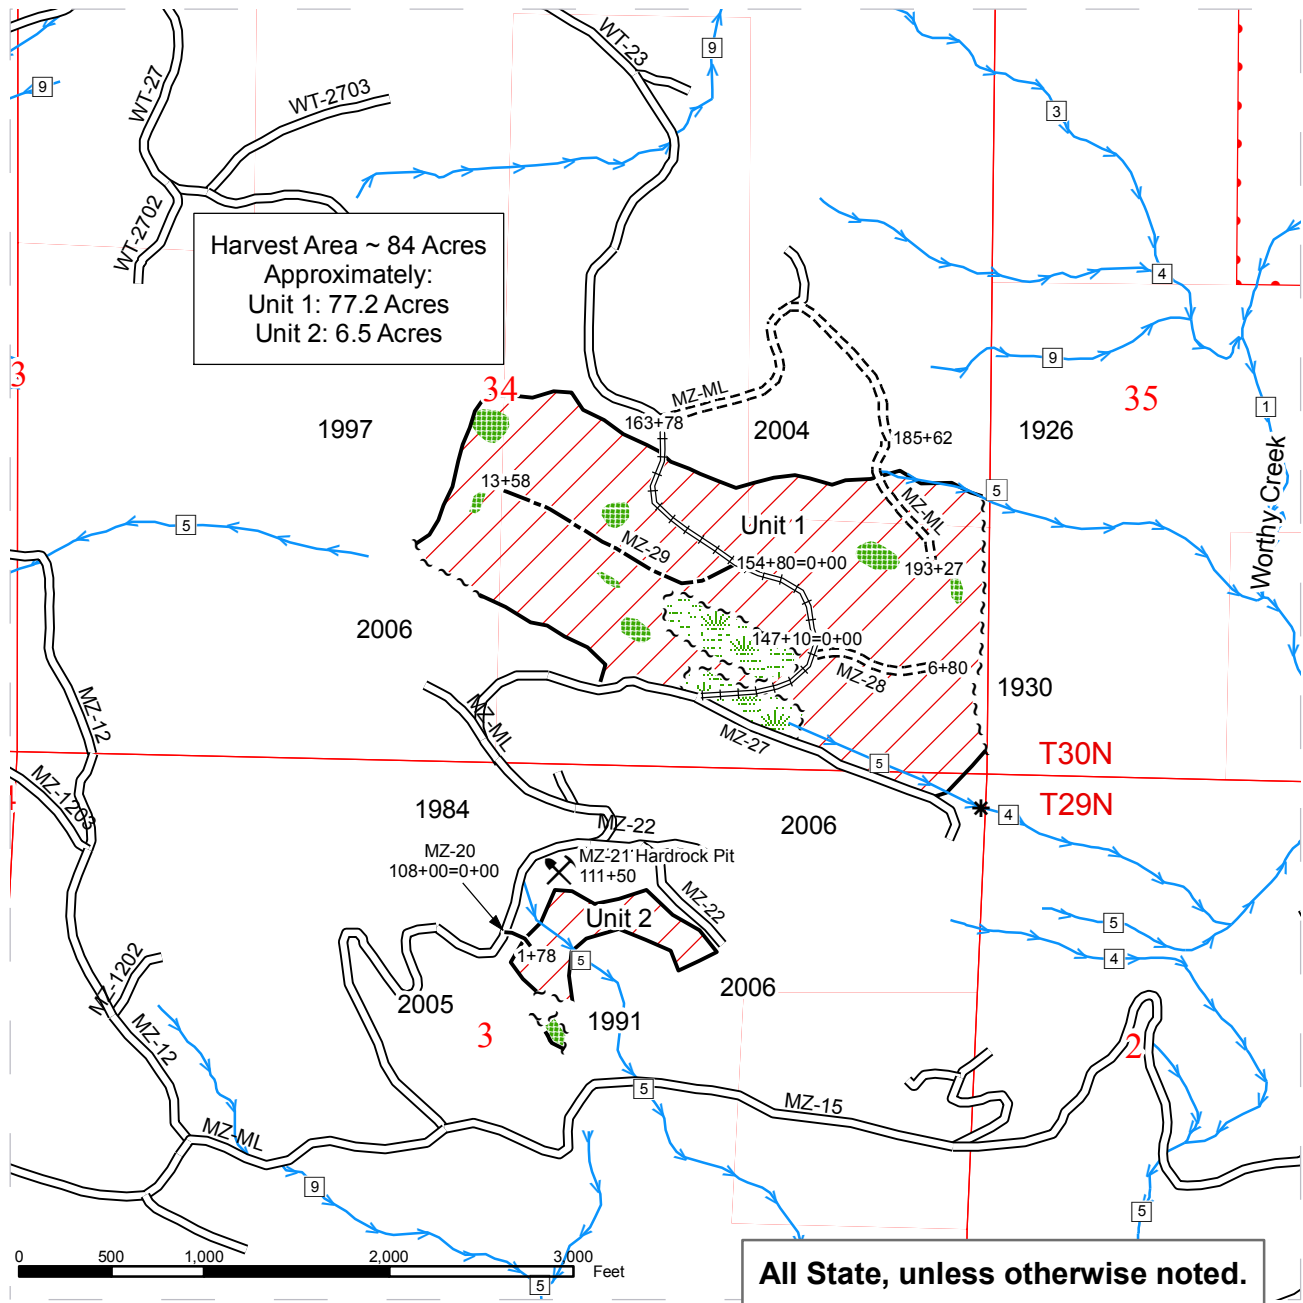 WT-23
9
WT-27
WT-2703
9
3
WT-2702
Harvest Area ~ 84 Acres
Approximately:
Unit 1: 77.2 Acres
Unit 2: 6.5 Acres
4
9
3
34
MZ-ML
35
1
163+78
1997
2004
185+62
1926
Worthy Creek
13+58
5
MZ-ML
Unit 1
5
MZ-29
154+80=0+00
193+27
2006
147+10=0+00
MZ-28
6+80
1930
MZ-12
MZ-ML
MZ-27
T30N
5
MZ-1203
1984
T29N
4
MZ-22
2006
MZ-20
108+00=0+00
MZ-21 Hardrock Pit
111+50
MZ-22
Unit 2
5
1+78
5
4
MZ-1202
2006
2005
1991
MZ-12
3
2
5
MZ-15
MZ-ML
9
5
0
500
1,000
2,000
3,000
Feet
5
All State, unless otherwise noted.